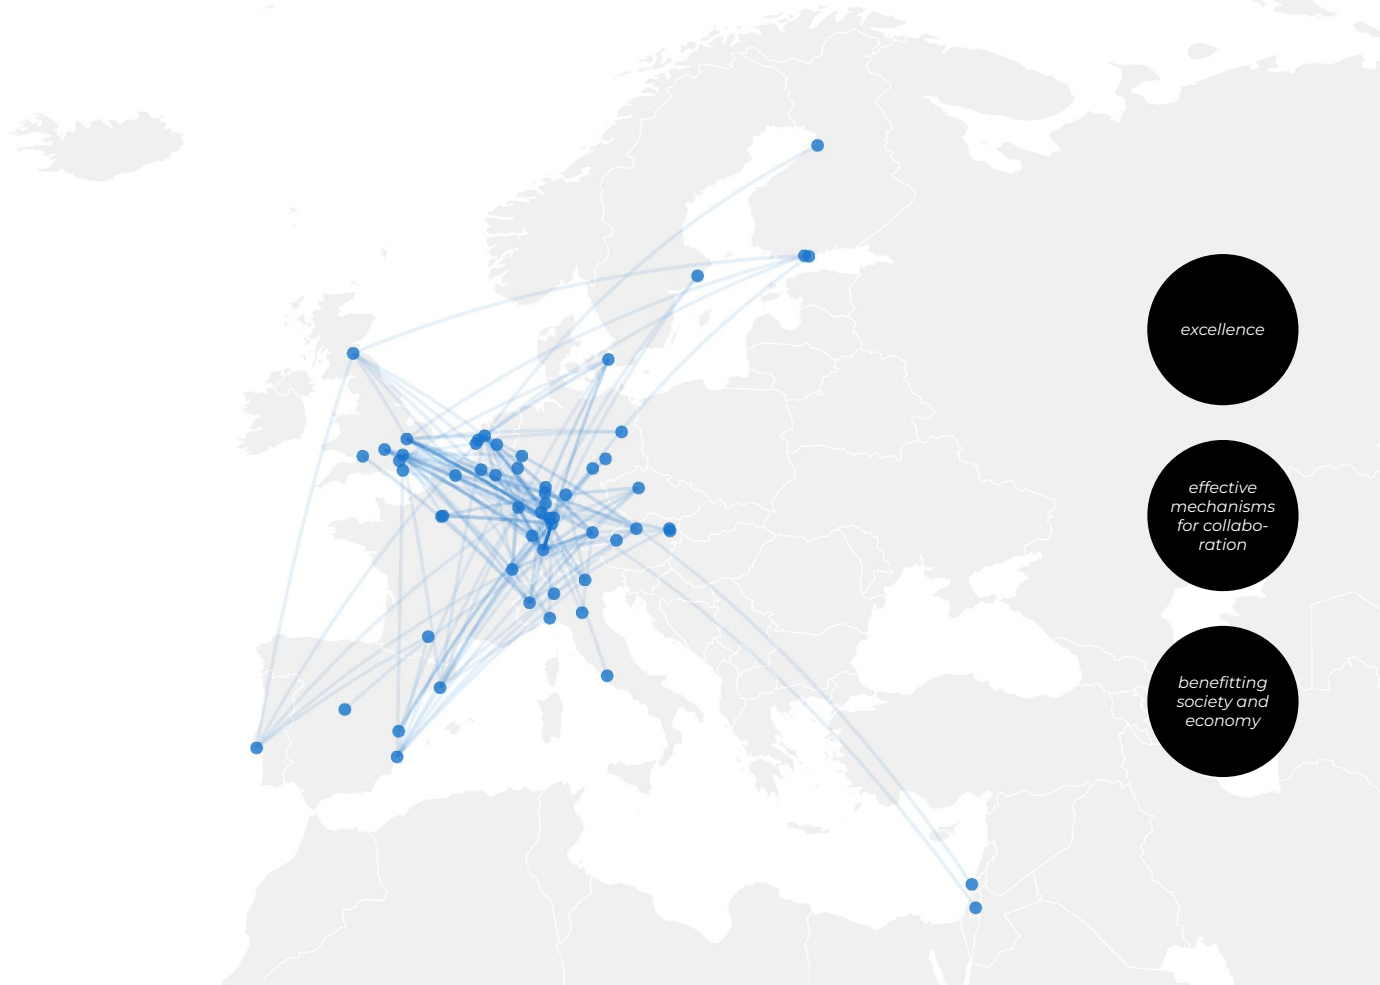 excellence
effective
mechanisms
for collabo-
ration
benefitting
society and
economy